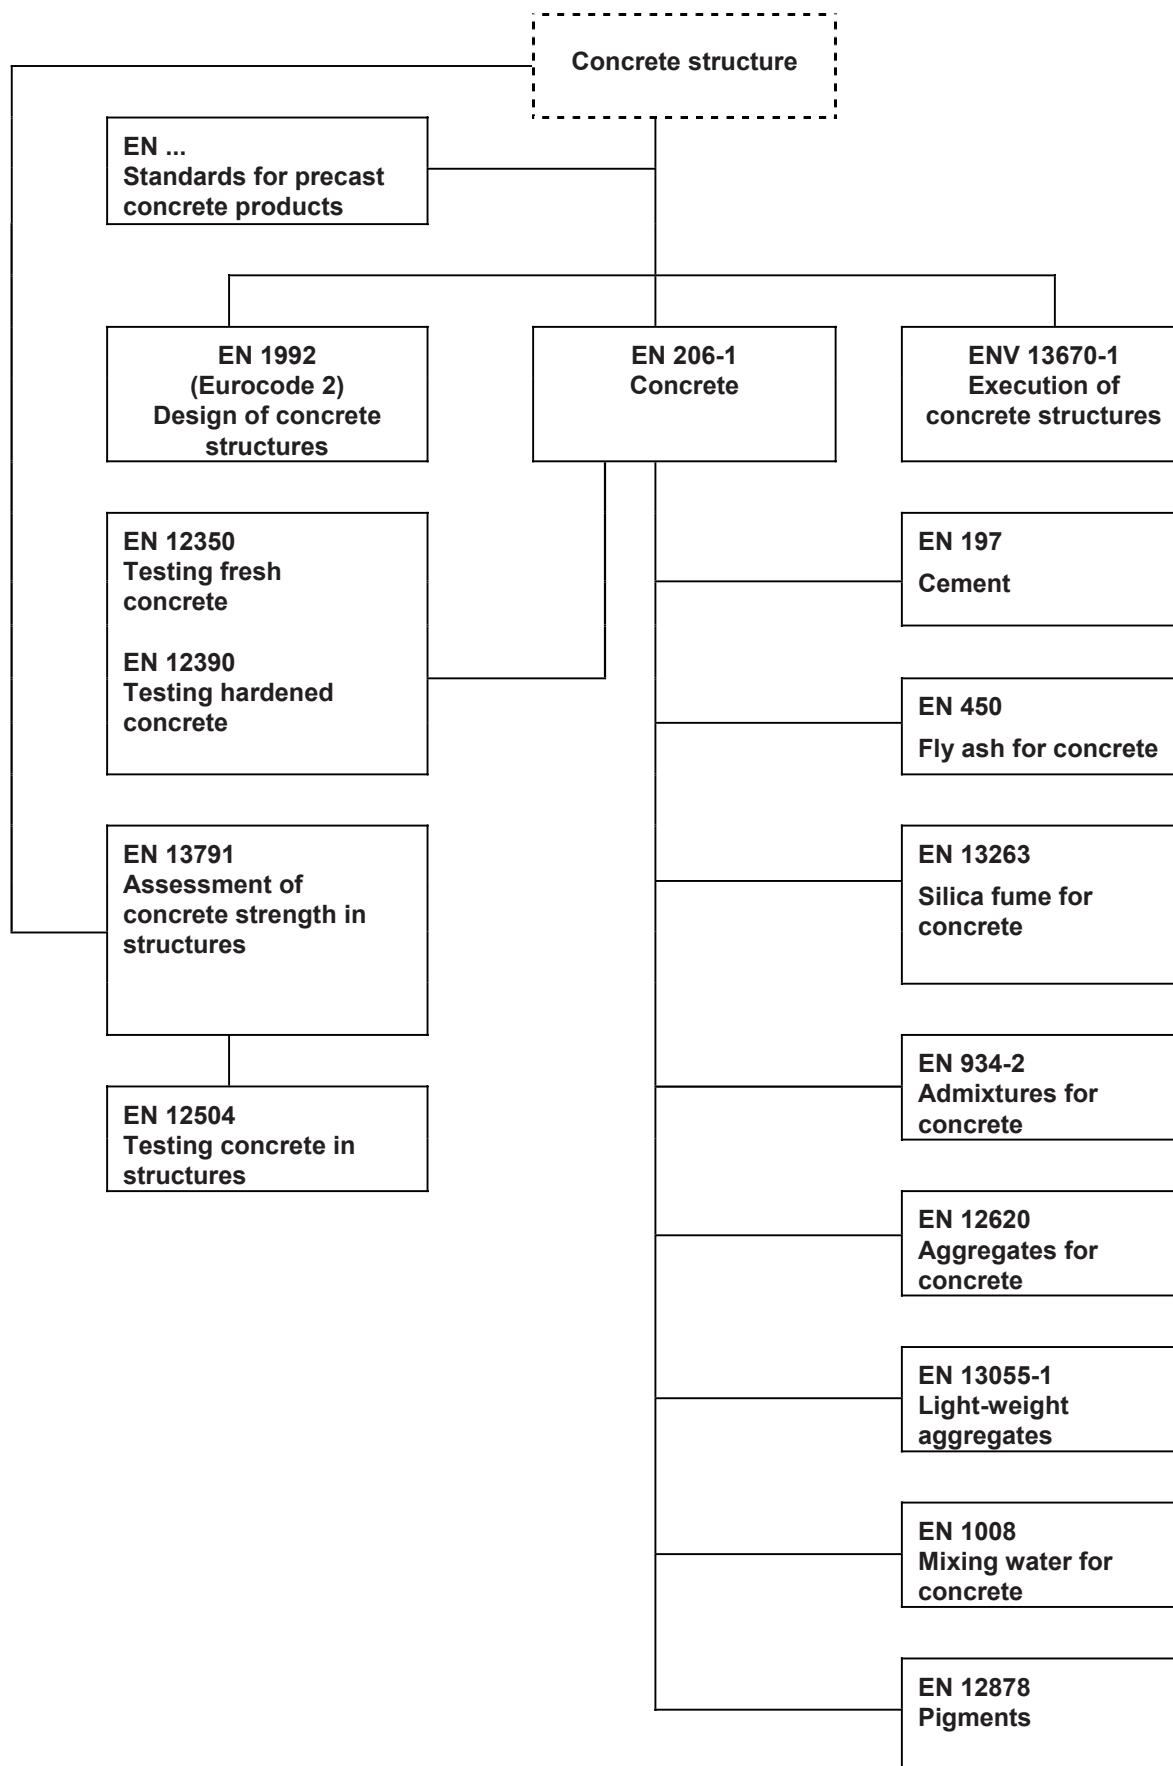 Concrete structure
EN ...
Standards for precast
concrete products
EN 1992
(Eurocode 2)
Design of concrete
structures
EN 206-1
Concrete
ENV 13670-1
Execution of
concrete structures
EN 12350
Testing fresh
concrete
EN 12390
Testing hardened
concrete
EN 13791
Assessment of
concrete strength in
structures
EN 12504
Testing concrete in
structures
EN 197
Cement
EN 450
Fly ash for concrete
EN 13263
Silica fume for
concrete
EN 934-2
Admixtures for
concrete
EN 12620
Aggregates for
concrete
EN 13055-1
Light-weight
aggregates
EN 1008
Mixing water for
concrete
EN 12878
Pigments